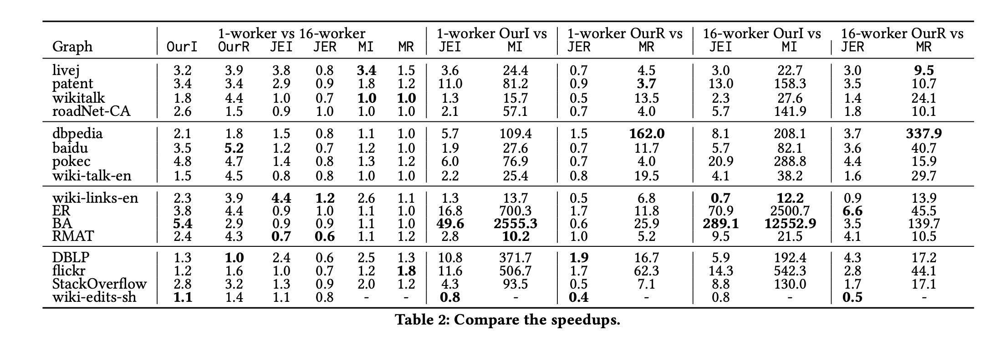 1-worker vs 16-worker 1-worker OurI vs 1-worker OurR vs 16-worker OurI vs 16-worker OurR vs
Graph OurI OurR JEI JER MI MR JEI MI JER MR JEI MI JER MR
livej 3.2 3.9 3.8 0.8 3.4 1.5 3.6 24.4 0.7 4.5 3.0 22.7 3.0 9.5
patent 3.4 3.4 2.9 0.9 1.8 1.2 11.0 81.2 0.9 3.7 13.0 158.3 3.5 10.7
wikitalk 1.8 4.4 1.0 0.7 1.0 1.0 1.3 15.7 0.5 13.5 2.3 27.6 1.4 24.1
roadNet-CA 2.6 1.5 0.9 1.0 1.0 1.0 2.1 57.1 0.7 4.0 5.7 141.9 1.8 10.1
dbpedia 2.1 1.8 1.5 0.8 1.1 1.0 5.7 109.4 1.5 162.0 8.1 208.1 3.7 337.9
baidu 3.5 5.2 1.2 0.7 1.2 1.0 1.9 27.6 0.7 11.7 5.7 82.1 3.6 40.7
pokec 4.8 4.7 1.4 0.8 1.3 1.2 6.0 76.9 0.7 4.0 20.9 288.8 4.4 15.9
wiki-talk-en 1.5 4.5 0.8 0.8 1.0 1.0 2.2 25.4 0.8 19.5 4.1 38.2 1.6 29.7
wiki-links-en 2.3 3.9 4.4 1.2 2.6 1.1 1.3 13.7 0.5 6.8 0.7 12.2 0.9 13.9
ER 3.8 4.4 0.9 1.0 1.1 1.0 16.8 700.3 1.7 11.8 70.9 2500.7 6.6 45.5
BA 5.4 2.9 0.9 0.9 1.1 1.0 49.6 2555.3 0.6 25.9 289.1 12552.9 3.5 139.7
RMAT 2.4 4.3 0.7 0.6 1.1 1.2 2.8 10.2 1.0 5.2 9.5 21.5 4.1 10.5
DBLP 1.3 1.0 2.4 0.6 2.5 1.3 10.8 371.7 1.9 16.7 5.9 192.4 4.3 17.2
flickr 1.2 1.6 1.0 0.7 1.2 1.8 11.6 506.7 1.7 62.3 14.3 542.3 2.8 44.1
StackOverflow 2.8 3.2 1.3 0.9 2.0 1.2 4.3 93.5 0.5 7.1 8.8 130.0 1.7 17.1
wiki-edits-sh 1.1 1.4 1.1 0.8 - - 0.8 - 0.4 - 0.8 - 0.5 -
Table 2: Compare the speedups.